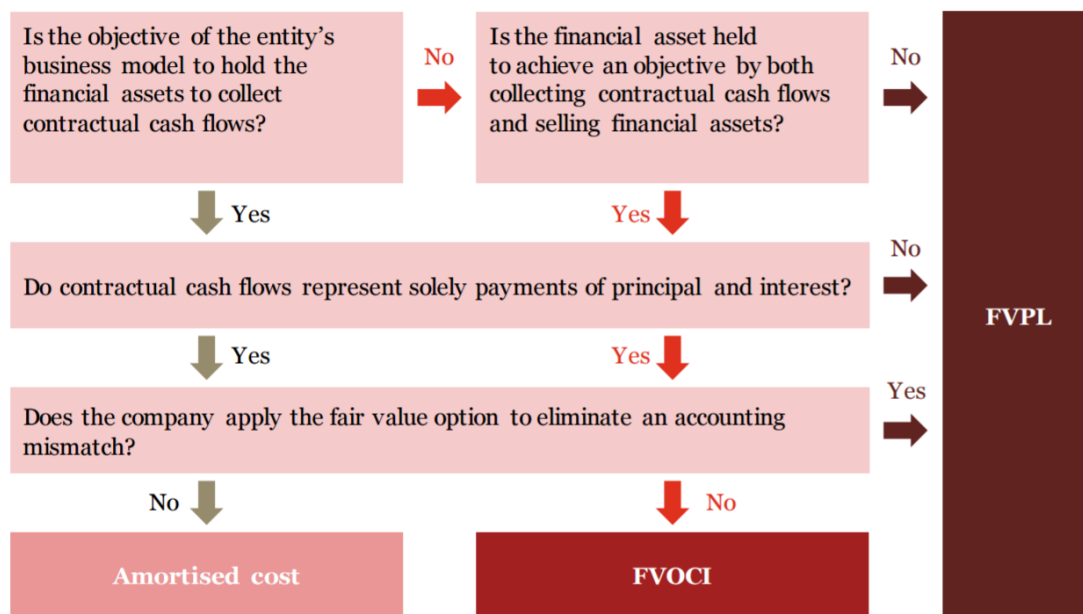 Is the objective of the entity's
business model to hold the
financial assets to collect
contractual cash flows?
No
Is the financial asset held
to achieve an objective by both
collecting contractual cash flows
and selling financial assets?
No
Yes
Yes
Do contractual cash flows represent solely payments of principal and interest?
No
FVPL
Yes
Yes
Does the company apply the fair value option to eliminate an accounting
mismatch?
Yes
No
No
Amortised cost
FVOCI